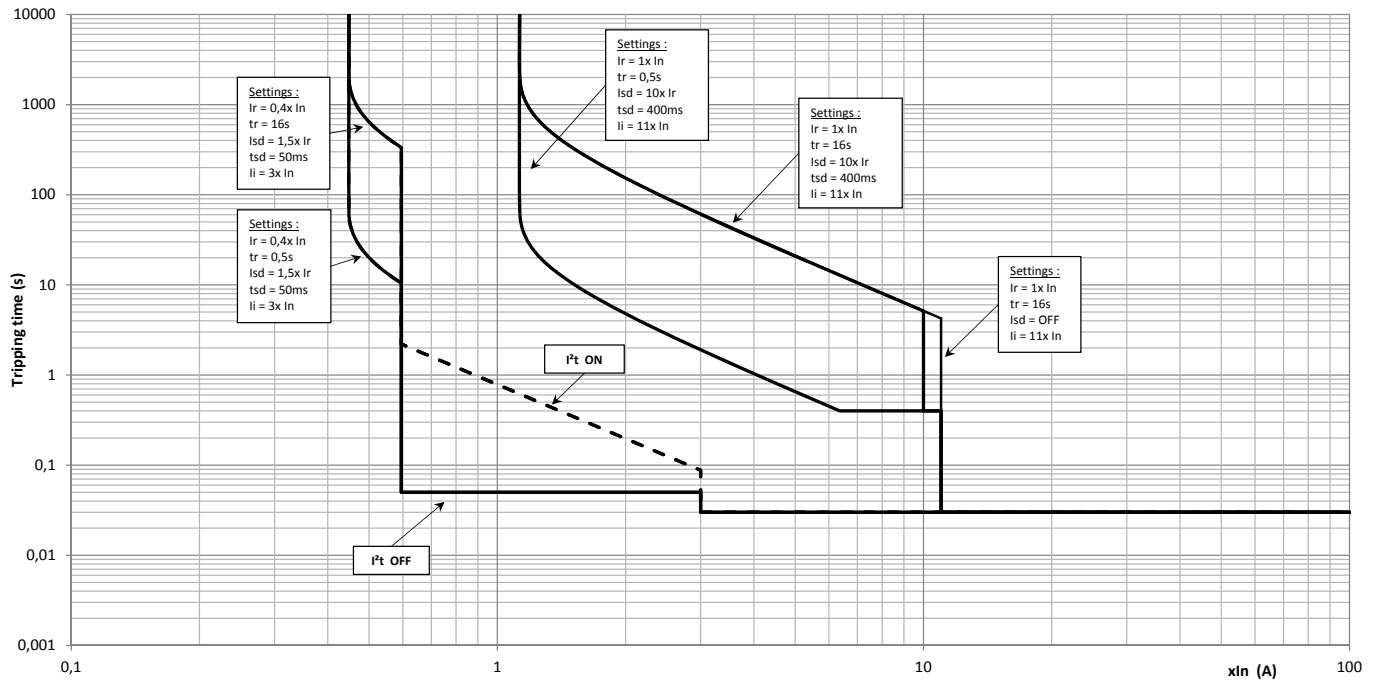 10000
1000
100
10
1
0,1
0,01
0,001
Tripping time (s)
0,1
1
10
100
xIn (A)
Settings :
Ir = 0,4x In
tr = 16s
Isd = 1,5x Ir
tsd = 50ms
Ii = 3x In
Settings :
Ir = 0,4x In
tr = 0,5s
Isd = 1,5x Ir
tsd = 50ms
Ii = 3x In
Settings :
Ir = 1x In
tr = 0,5s
Isd = 10x Ir
tsd = 400ms
Ii = 11x In
Settings :
Ir = 1x In
tr = 16s
Isd = 10x Ir
tsd = 400ms
Ii = 11x In
Settings :
Ir = 1x In
tr = 16s
Isd = OFF
Ii = 11x In
I²t ON
I²t OFF